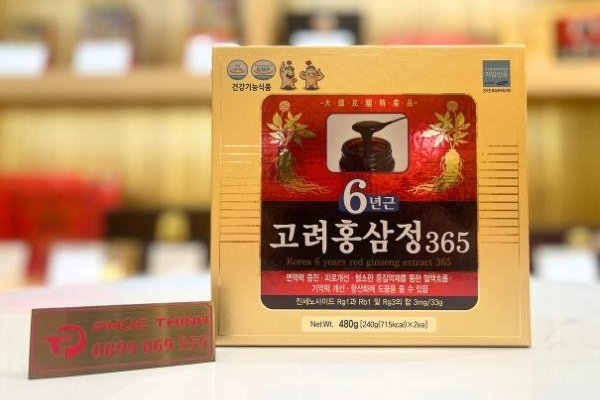 건강기능식품
-大韓民國特産品-
6년근
고려홍삼정365
Korea 6 years red ginseng extract 365
면역력 증진 · 피로개선 · 혈소판 응집억제를 통한 혈액흐름 ·
기억력 개선 · 항산화에 도움을 줄 수 있음
진세노사이드 Rg1과 Rb1 및 Rg3의 합 3mg/33g
Net Wt. 480g [240g(715kcal)×2병]
PHÚC THỊNH
0899 069 555